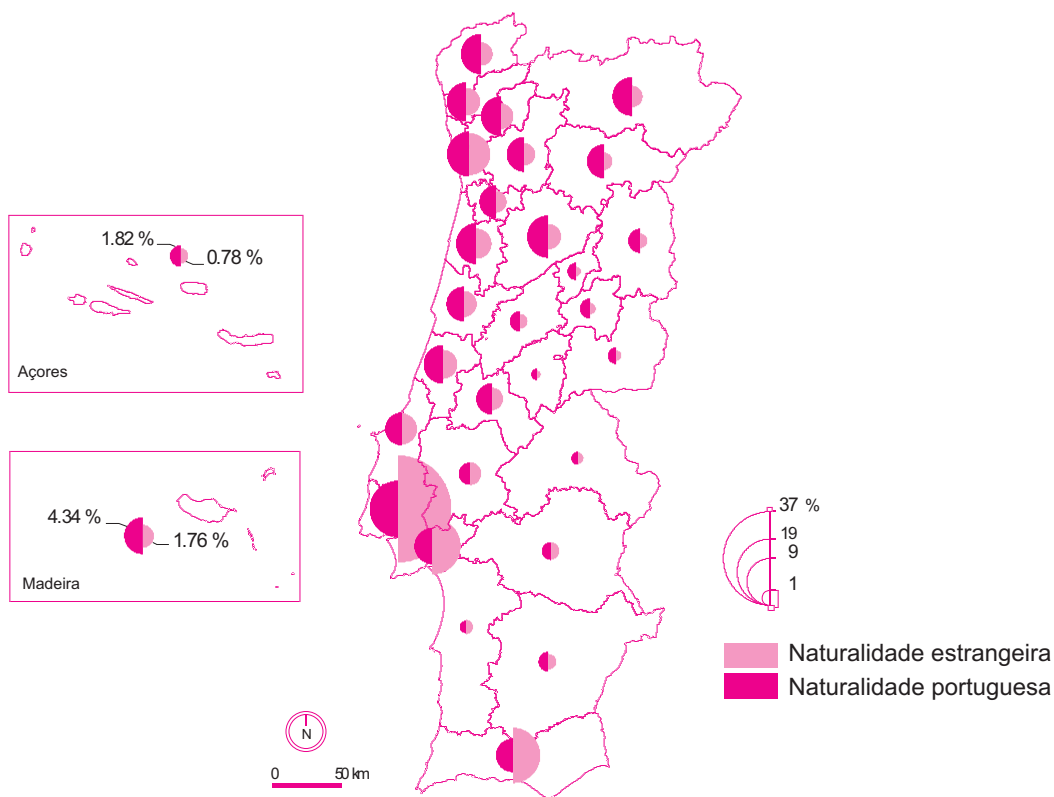 1.82 %
0.78 %
Açores
4.34 %
1.76 %
Madeira
37 %
19
9
1
Naturalidade estrangeira
Naturalidade portuguesa
N
0 50 km